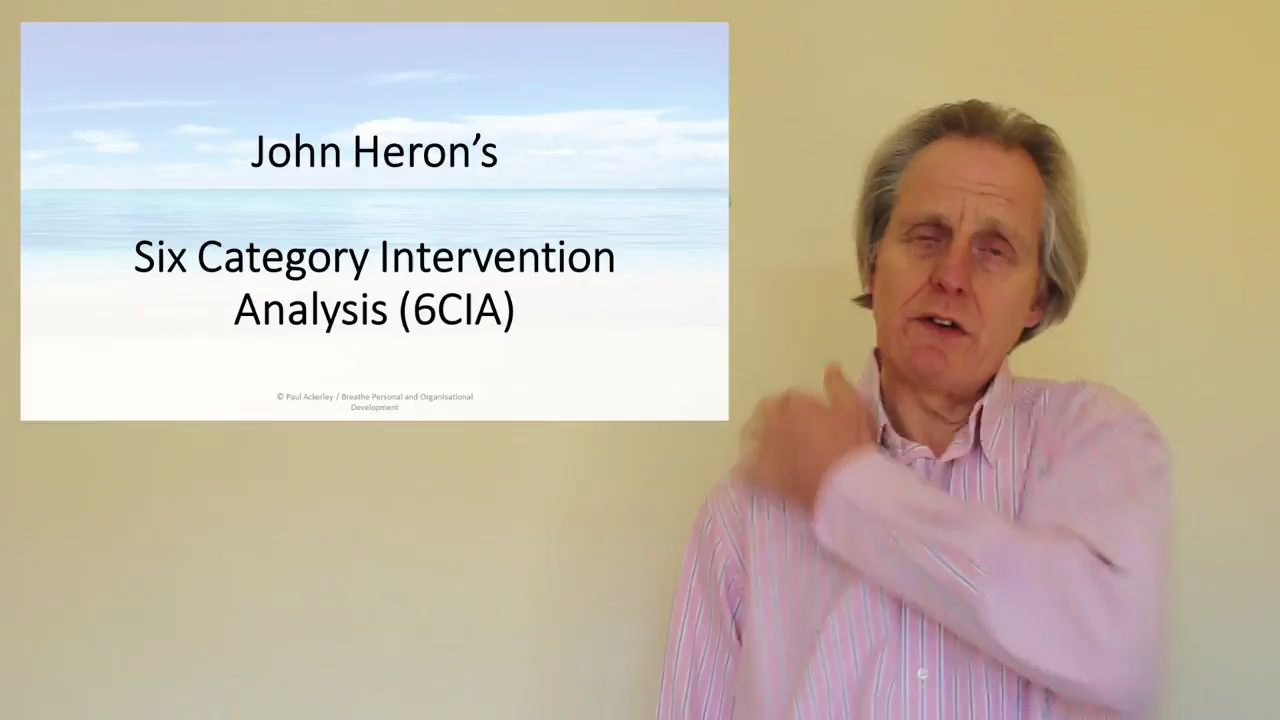 John Heron’s
Six Category Intervention
Analysis (6CIA)
© Paul Ackerley / Breathe Personal and Organisational
Development